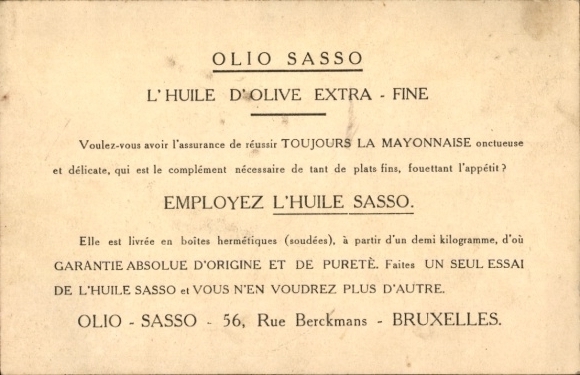 OLIO SASSO
L'HUILE D'OLIVE EXTRA - FINE
Voulez-vous avoir l'assurance de réussir TOUJOURS LA MAYONNAISE onctueuse
et délicate, qui est le complément nécessaire de tant de plats fins, fouettant l'appétit ?
EMPLOYEZ L'HUILE SASSO.
Elle est livrée en boîtes hermétiques (soudées), à partir d'un demi kilogramme, d'où
GARANTIE ABSOLUE D'ORIGINE ET DE PURETÈ. Faites UN SEUL ESSAI
DE L'HUILE SASSO et VOUS N'EN VOUDREZ PLUS D'AUTRE.
OLIO - SASSO - 56, Rue Berckmans - BRUXELLES.